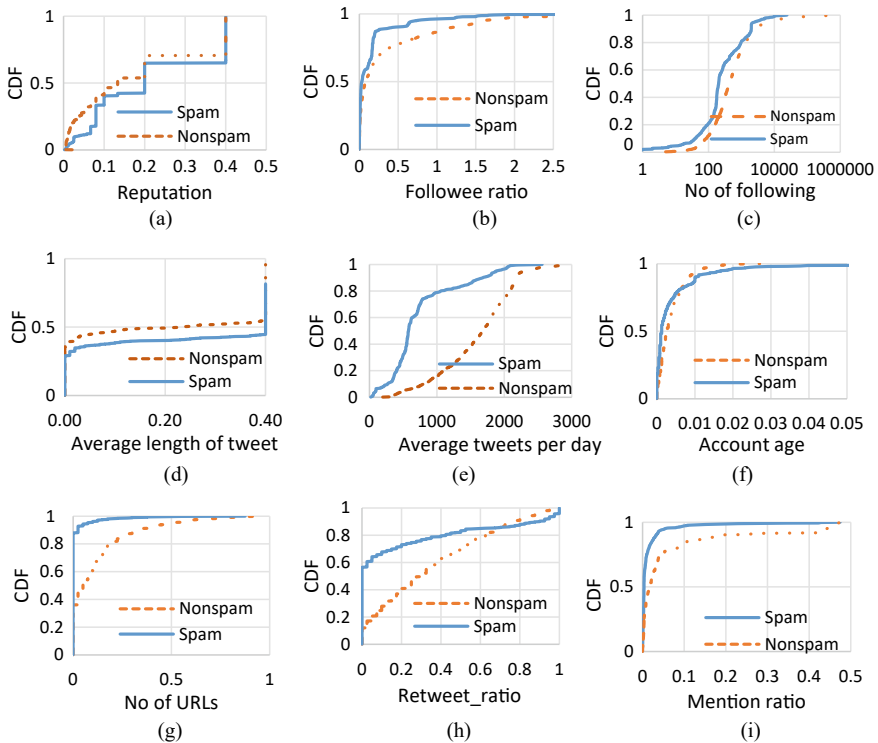 1
0.5
0
CDF
Spam
Nonspam
0 0.1 0.2 0.3 0.4 0.5
Reputation
(a)
1
0.5
0
CDF
Nonspam
Spam
0 0.5 1 1.5 2 2.5
Followee ratio
(b)
1
0.8
0.6
0.4
0.2
0
CDF
Nonspam
Spam
1 100 10000 1000000
No of following
(c)
1
0.5
0
CDF
Nonspam
Spam
0.00 0.20 0.40
Average length of tweet
(d)
1
0.8
0.6
0.4
0.2
0
CDF
Spam
Nonspam
0 1000 2000 3000
Average tweets per day
(e)
1
0.5
0
CDF
Nonspam
Spam
0 0.01 0.02 0.03 0.04 0.05
Account age
(f)
1
0.8
0.6
0.4
0.2
0
CDF
Nonspam
Spam
0 0.5 1
No of URLs
(g)
1
0.8
0.6
0.4
0.2
0
CDF
Nonspam
Spam
0 0.2 0.4 0.6 0.8 1
Retweet_ratio
(h)
1
0.5
0
CDF
Spam
Nonspam
0 0.1 0.2 0.3 0.4 0.5
Mention ratio
(i)